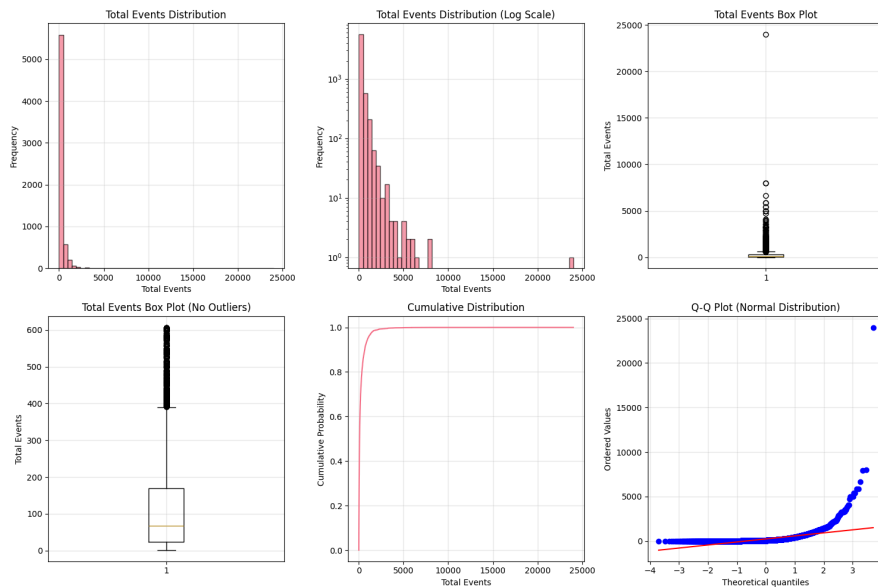 Total Events Distribution
Frequency
5000
4000
3000
2000
1000
0
0 5000 10000 15000 20000 25000
Total Events
Total Events Distribution (Log Scale)
Frequency
10³
10²
10¹
10⁰
0 5000 10000 15000 20000 25000
Total Events
Total Events Box Plot
Total Events
25000
20000
15000
10000
5000
0
1
Total Events Box Plot (No Outliers)
Total Events
600
500
400
300
200
100
0
1
Cumulative Distribution
Cumulative Probability
1.0
0.8
0.6
0.4
0.2
0.0
0 5000 10000 15000 20000 25000
Total Events
Q-Q Plot (Normal Distribution)
Ordered Values
25000
20000
15000
10000
5000
0
−4 −3 −2 −1 0 1 2 3
Theoretical quantiles